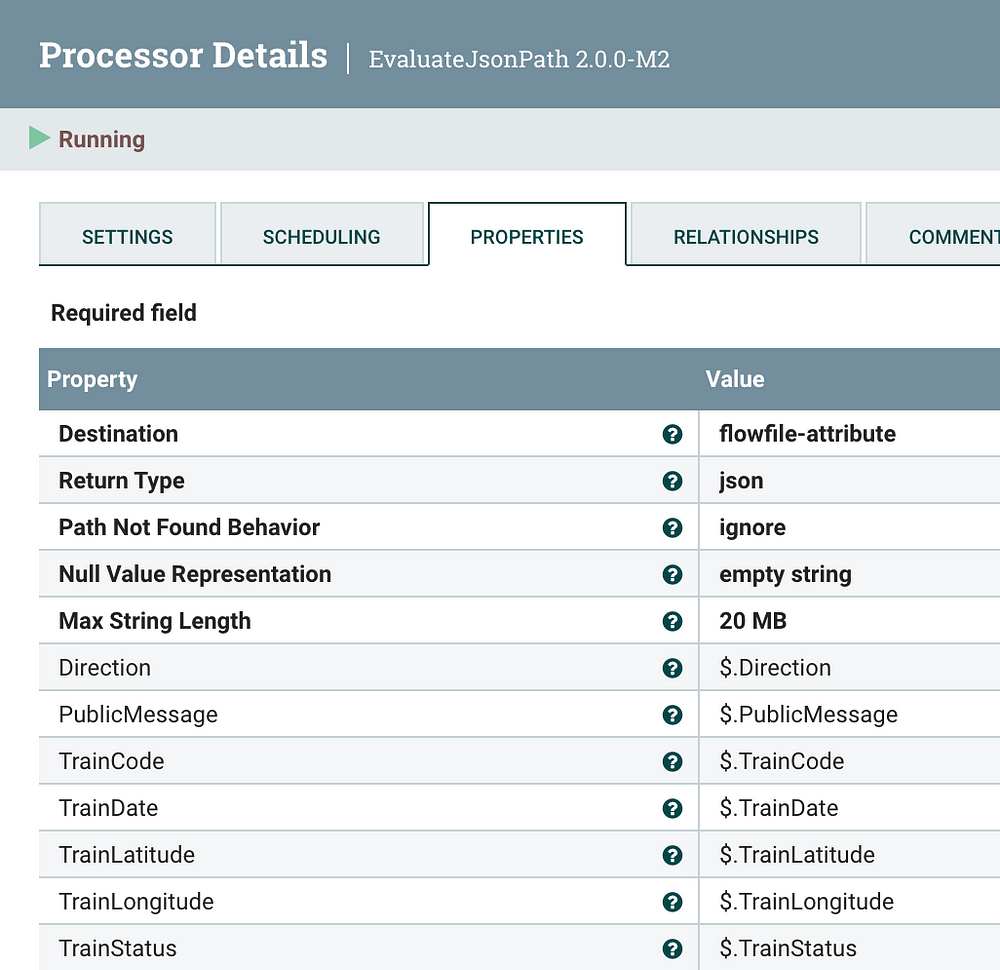 Processor Details | EvaluateJsonPath 2.0.0-M2
Running
SETTINGS SCHEDULING PROPERTIES RELATIONSHIPS COMMENT
Required field
Property Value
Destination flowfile-attribute
Return Type json
Path Not Found Behavior ignore
Null Value Representation empty string
Max String Length 20 MB
Direction $.Direction
PublicMessage $.PublicMessage
TrainCode $.TrainCode
TrainDate $.TrainDate
TrainLatitude $.TrainLatitude
TrainLongitude $.TrainLongitude
TrainStatus $.TrainStatus